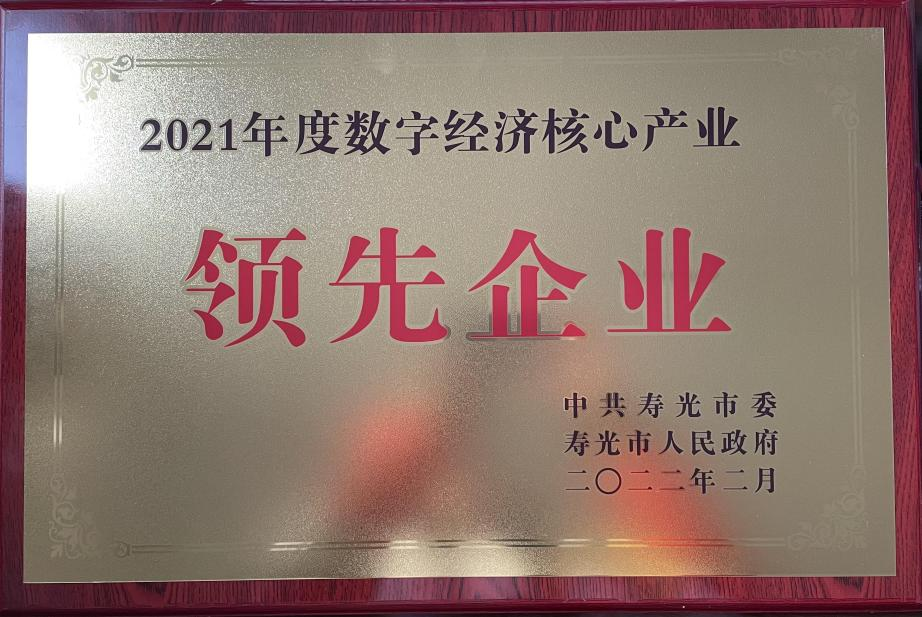 2021年度数字经济核心产业
领先企业
中共寿光市委
寿光市人民政府
二〇二二年二月